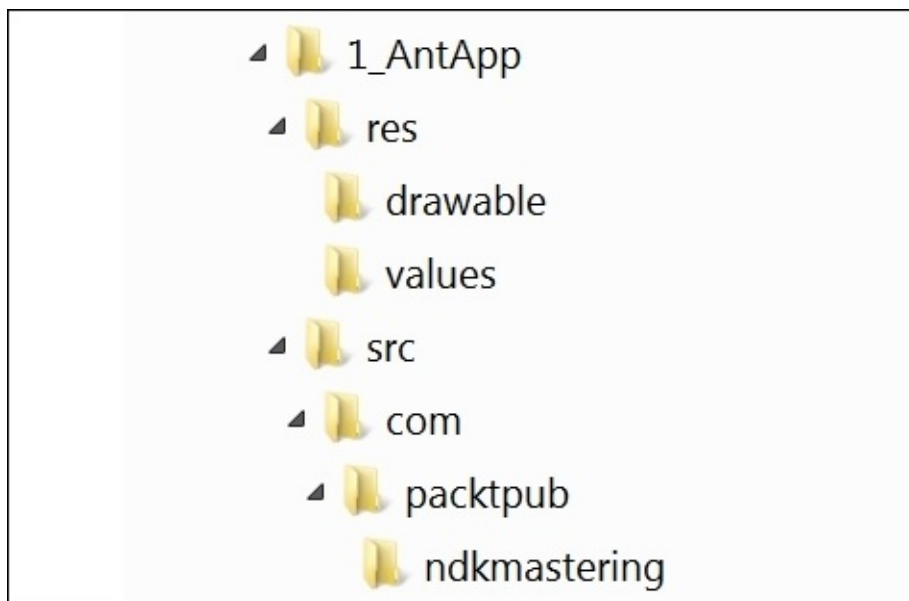 1_AntApp
res
drawable
values
src
com
packtpub
ndkmastering